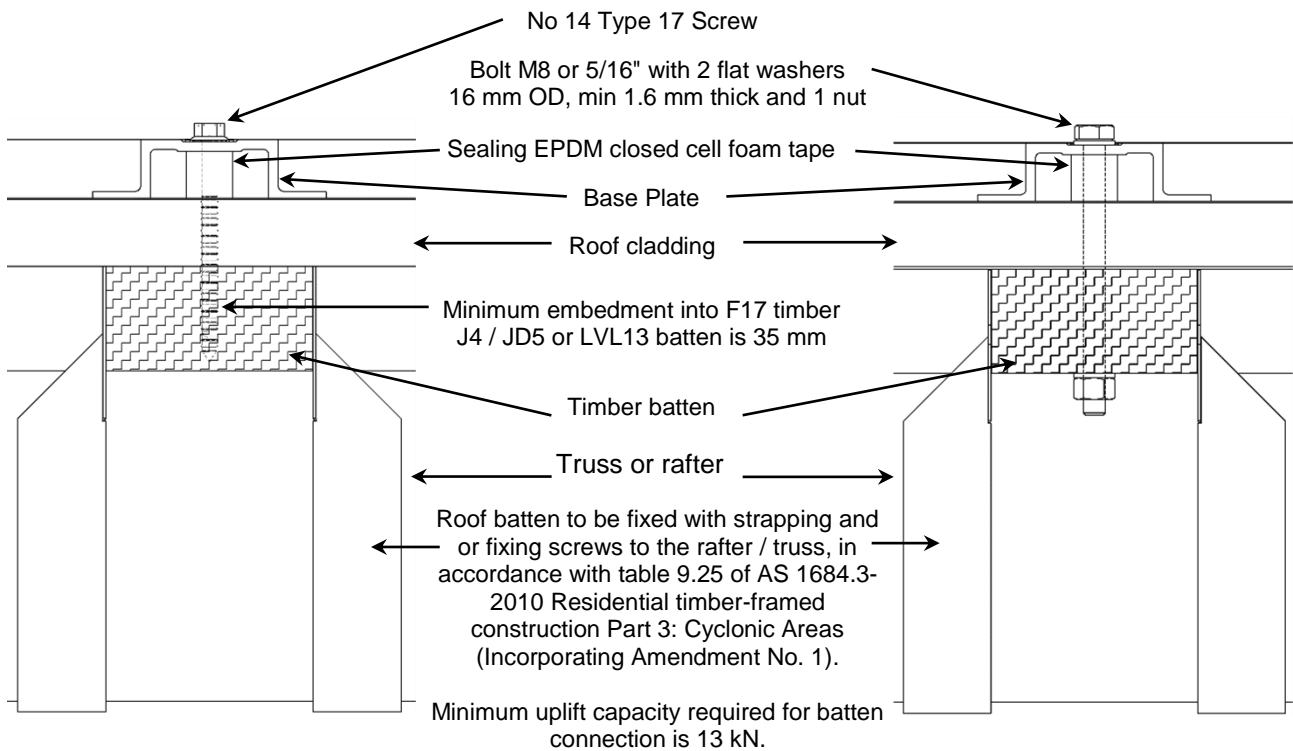 No 14 Type 17 Screw
Bolt M8 or 5/16" with 2 flat washers
16 mm OD, min 1.6 mm thick and 1 nut
Sealing EPDM closed cell foam tape
Base Plate
Roof cladding
Minimum embedment into F17 timber
J4 / JD5 or LVL13 batten is 35 mm
Timber batten
Truss or rafter
Roof batten to be fixed with strapping and
or fixing screws to the rafter / truss, in
accordance with table 9.25 of AS 1684.3-
2010 Residential timber-framed
construction Part 3: Cyclonic Areas
(Incorporating Amendment No. 1).
Minimum uplift capacity required for batten
connection is 13 kN.